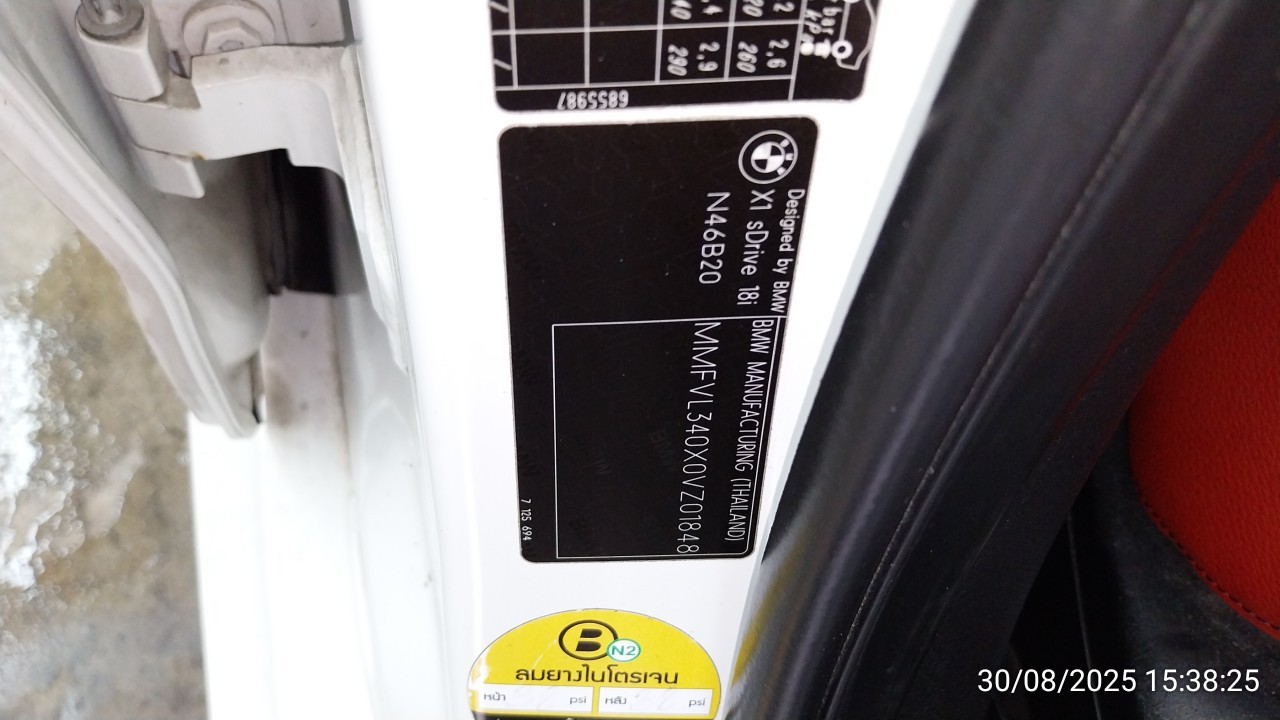 bar
kPa
2,6
260
2,9
290
6855987
BMW
Designed by BMW
X1 sDrive 18i
N46B20
BMW MANUFACTURING (THAILAND)
MMFVL340X0VZ01848
7 125 694
B
N2
ลมยางไนโตรเจน
หน้า psi หลัง psi
30/08/2025 15:38:25